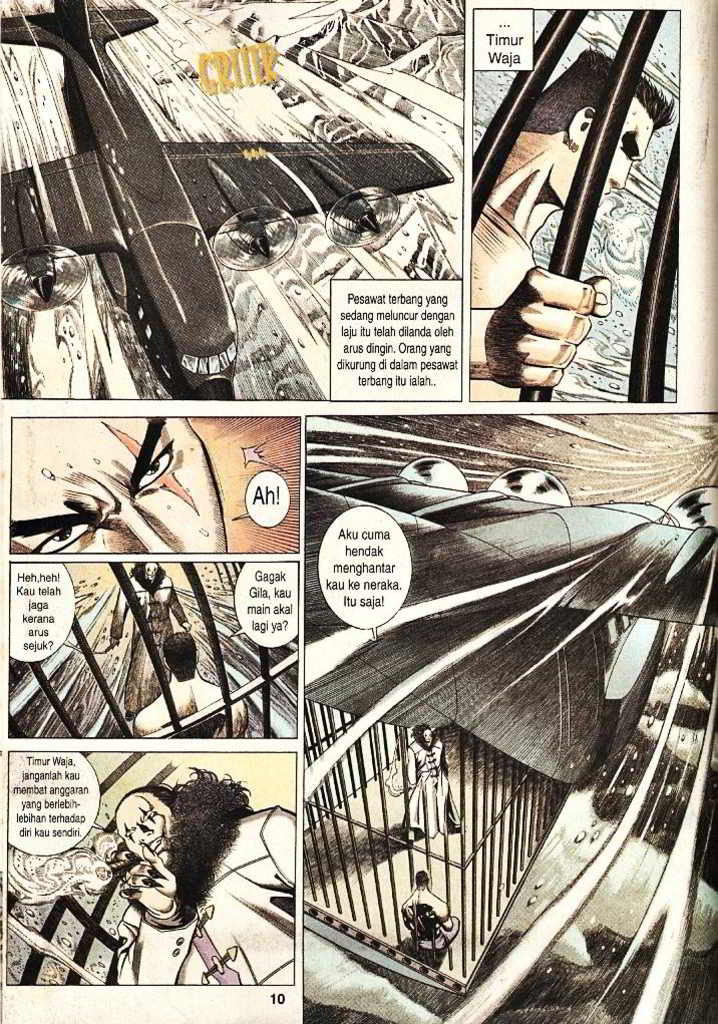 CRITTK
Pesawat terbang yang
sedang meluncur dengan
laju itu telah dilanda oleh
arus dingin. Orang yang
dikurung di dalam pesawat
terbang itu ialah..
...
Timur
Waja
Ah!
Heh,heh!
Kau telah
jaga
kerana
arus
sejuk?
Gagak
Gila, kau
main akal
lagi ya?
Timur Waja,
janganlah kau
membat anggaran
yang berlebih-
lebihan terhadap
diri kau sendiri.
Aku cuma
hendak
menghantar
kau ke neraka.
Itu saja!
10